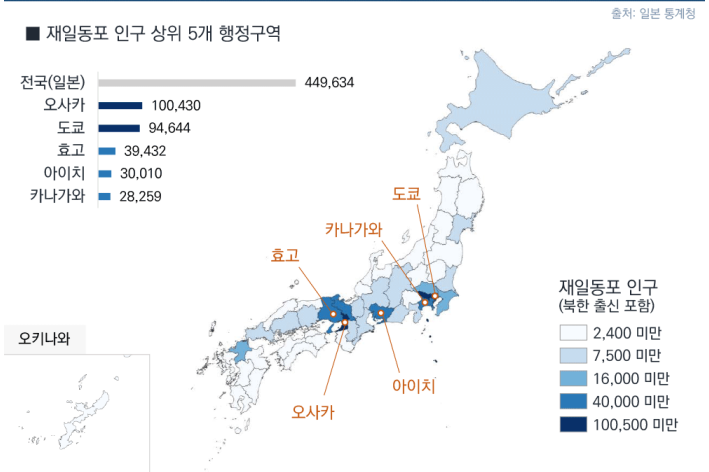 출처: 일본 통계청
■ 재일동포 인구 상위 5개 행정구역
전국(일본) 449,634
오사카 100,430
도쿄 94,644
효고 39,432
아이치 30,010
카나가와 28,259
도쿄
카나가와
효고
아이치
오사카
오키나와
재일동포 인구
(북한 출신 포함)
2,400 미만
7,500 미만
16,000 미만
40,000 미만
100,500 미만